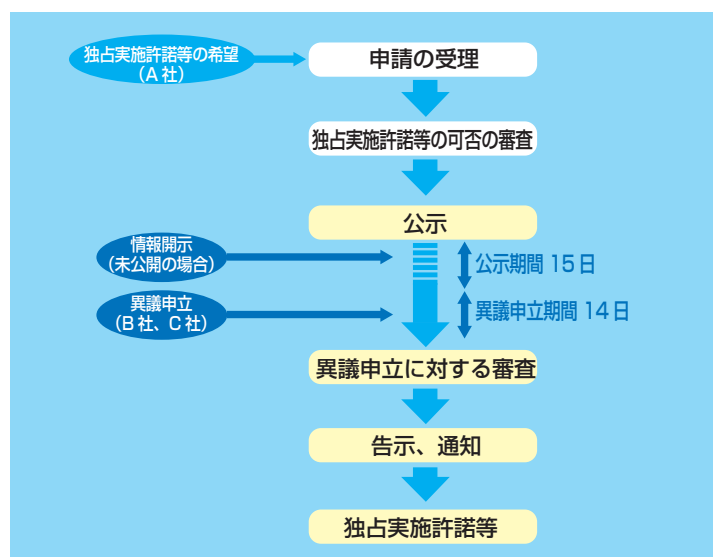 独占実施許諾等の希望
（A 社）
申請の受理
独占実施許諾等の可否の審査
公示
情報開示
（未公開の場合）
公示期間 15 日
異議申立
（B 社、C 社）
異議申立期間 14 日
異議申立に対する審査
告示、通知
独占実施許諾等